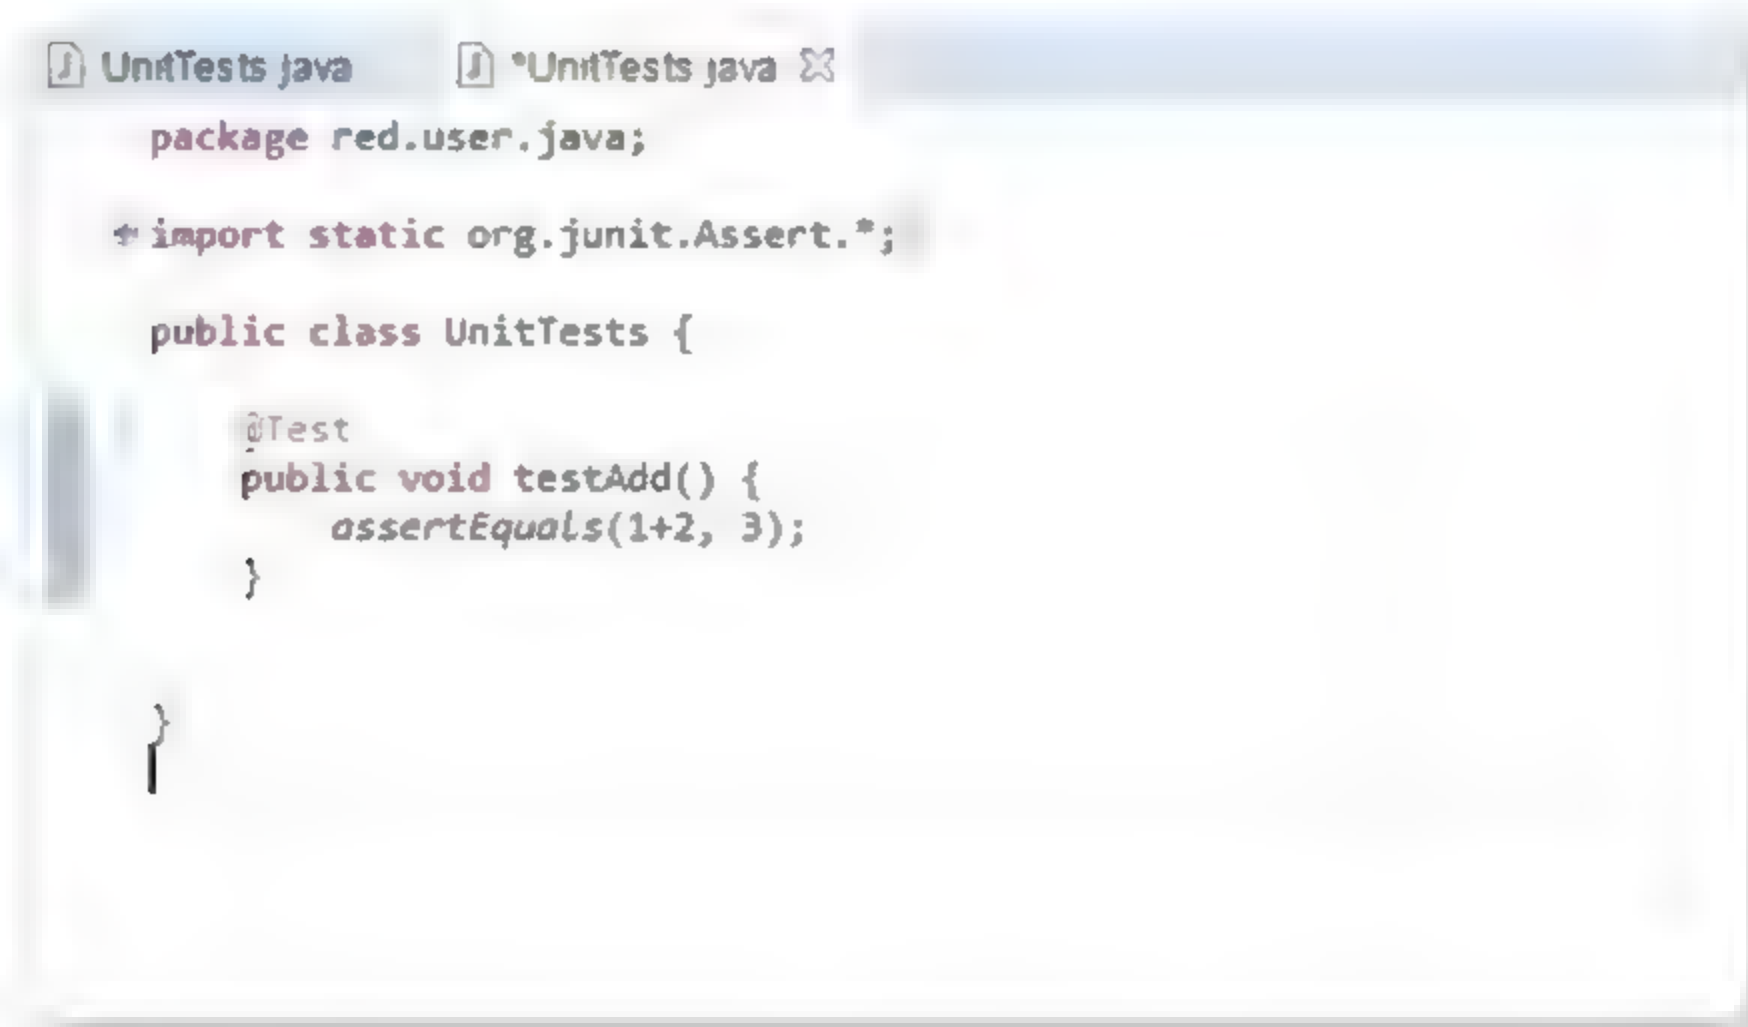 UnitTests.java
*UnitTests.java
package red.user.java;
import static org.junit.Assert.*;
public class UnitTests {
@Test
public void testAdd() {
assertEquals(1+2, 3);
}
}